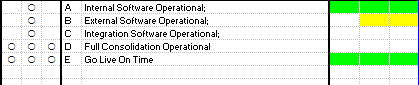 ○ A Internal Software Operational;
○ B External Software Operational;
○ C Integration Software Operational;
○ ○ ○ D Full Consolidation Operational
○ ○ ○ E Go Live On Time